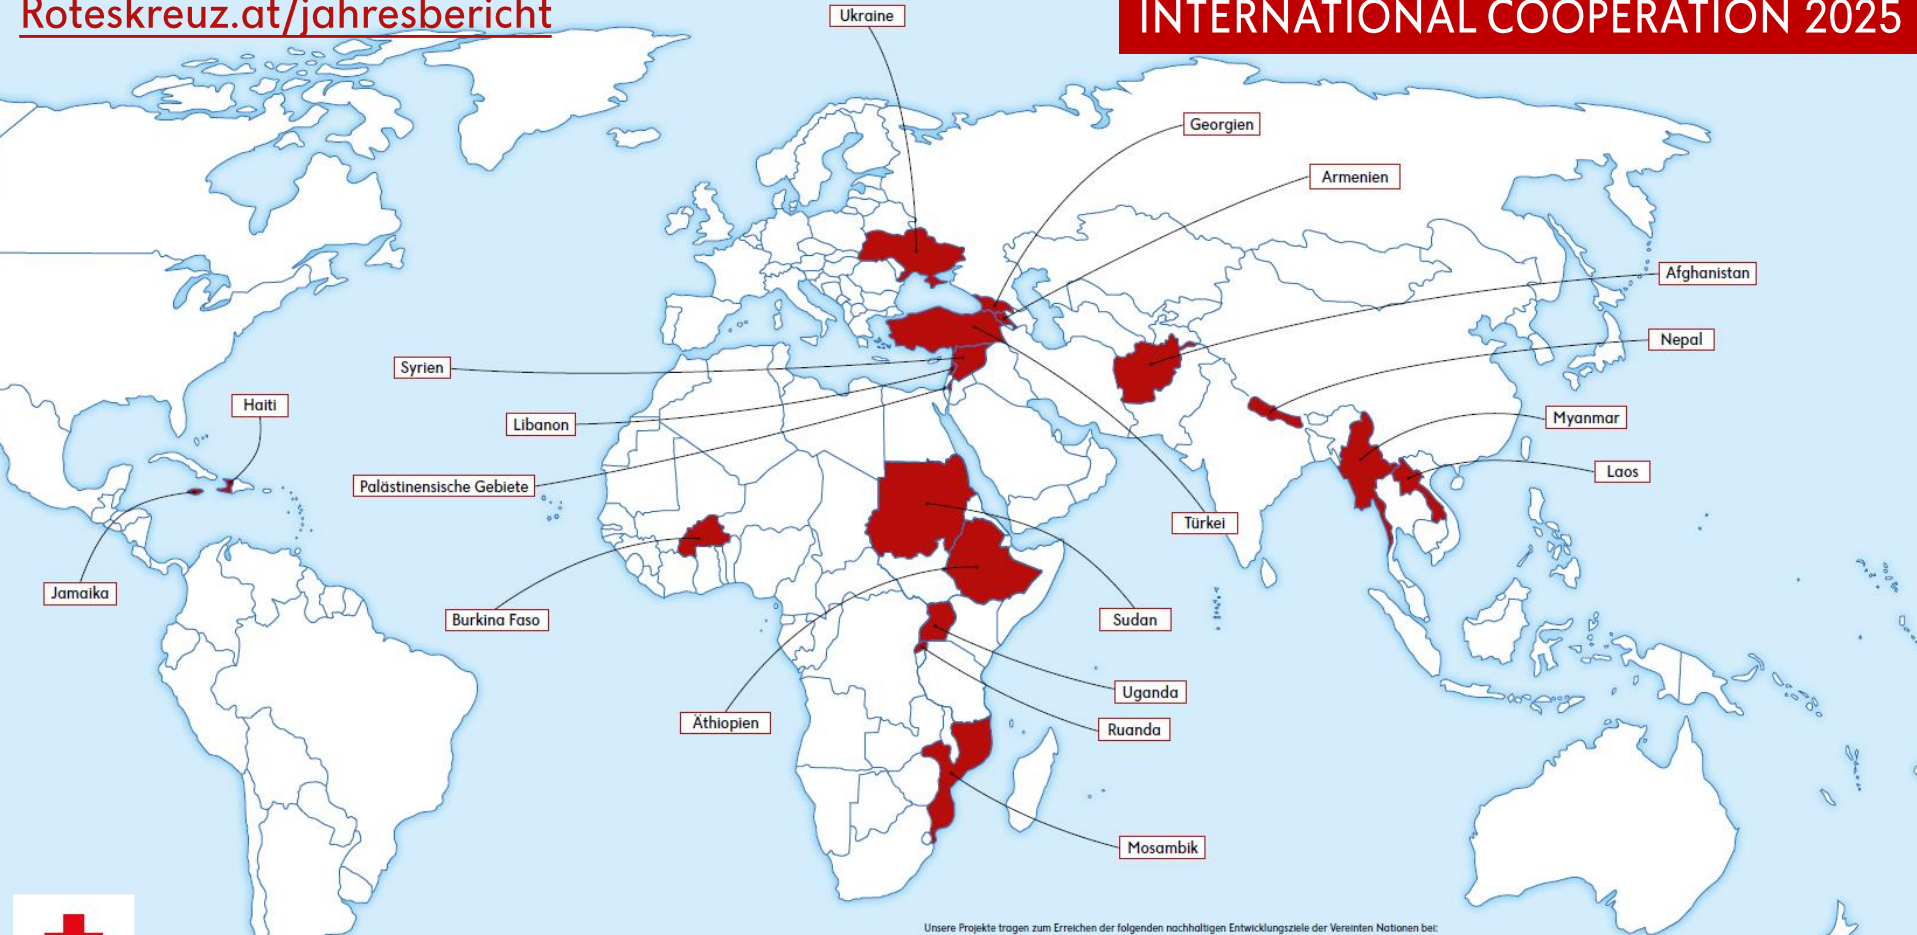 Roteskreuz.at/jahresbericht
INTERNATIONAL COOPERATION 2025
Ukraine
Georgien
Armenien
Afghanistan
Nepal
Syrien
Haiti
Libanon
Myanmar
Laos
Palästinensische Gebiete
Türkei
Jamaika
Burkina Faso
Sudan
Uganda
Äthiopien
Ruanda
Mosambik
Unsere Projekte tragen zum Erreichen der folgenden nachhaltigen Entwicklungsziele der Vereinten Nationen bei: